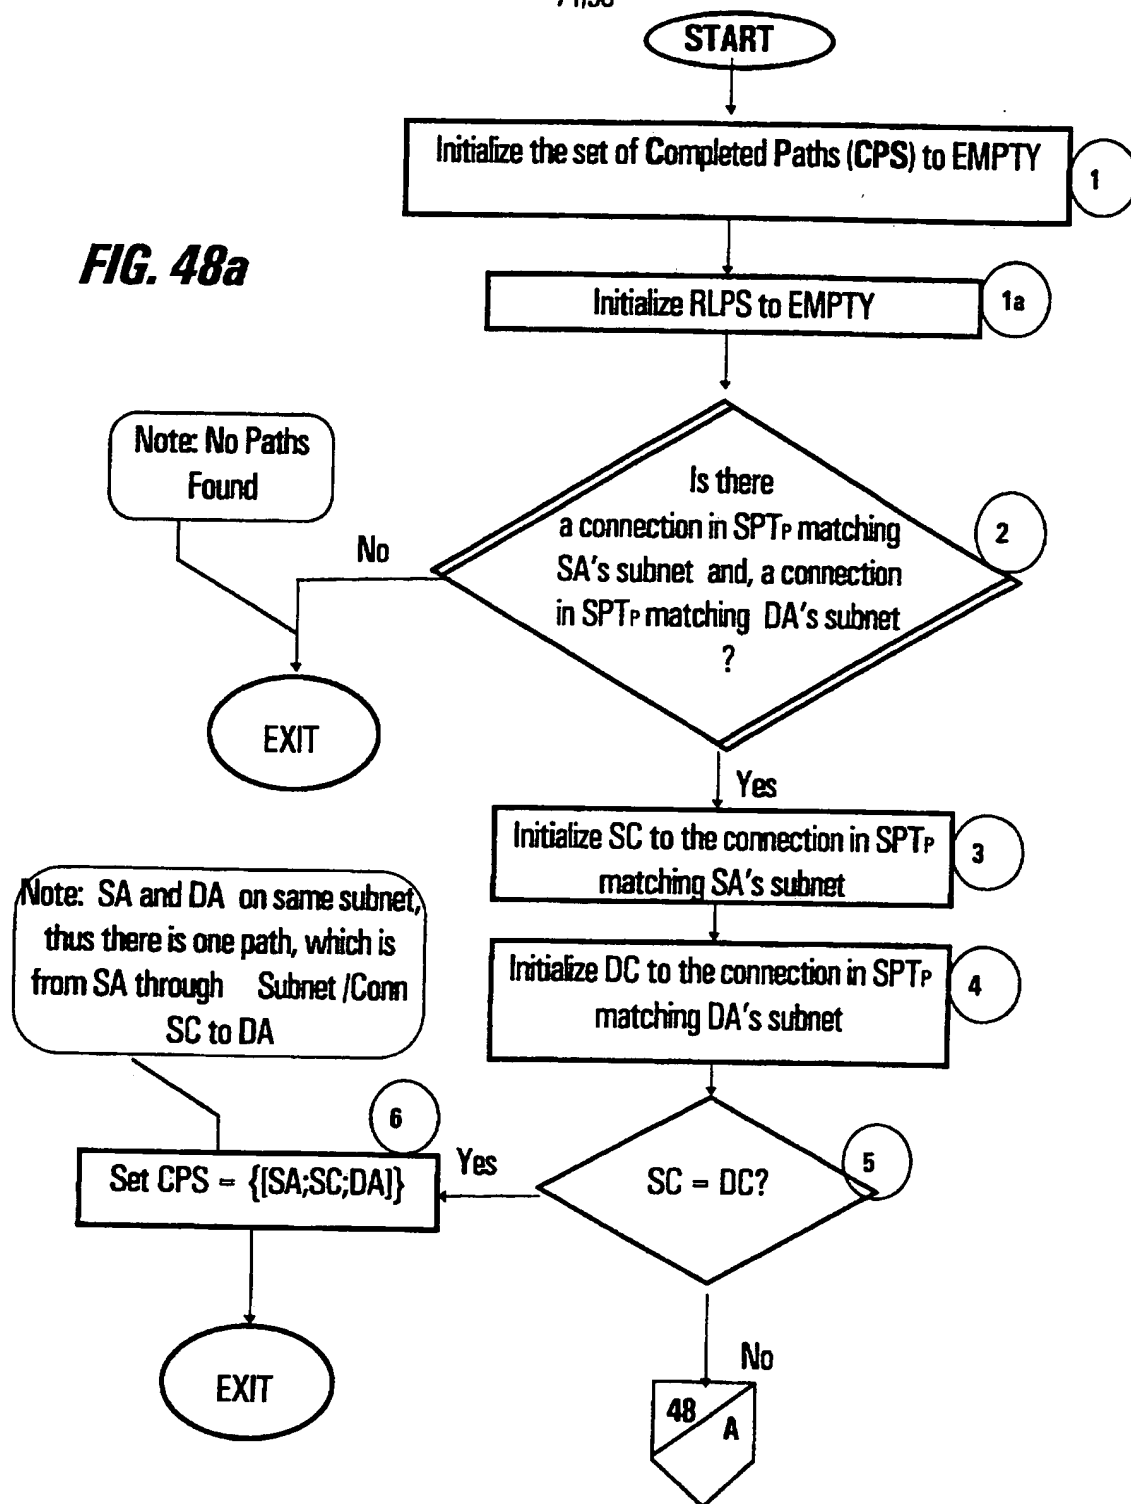 START
Initialize the set of Completed Paths (CPS) to EMPTY
1
FIG. 48a
Initialize RLPS to EMPTY
1a
Note: No Paths
Found
No
Is there
a connection in SPTP matching
SA's subnet and, a connection
in SPTP matching DA's subnet
?
2
EXIT
Yes
Initialize SC to the connection in SPTP
matching SA's subnet
3
Note: SA and DA on same subnet,
thus there is one path, which is
from SA through Subnet /Conn
SC to DA
Initialize DC to the connection in SPTP
matching DA's subnet
4
6
Set CPS = {[SA;SC;DA]}
Yes
SC = DC?
5
EXIT
No
48
A